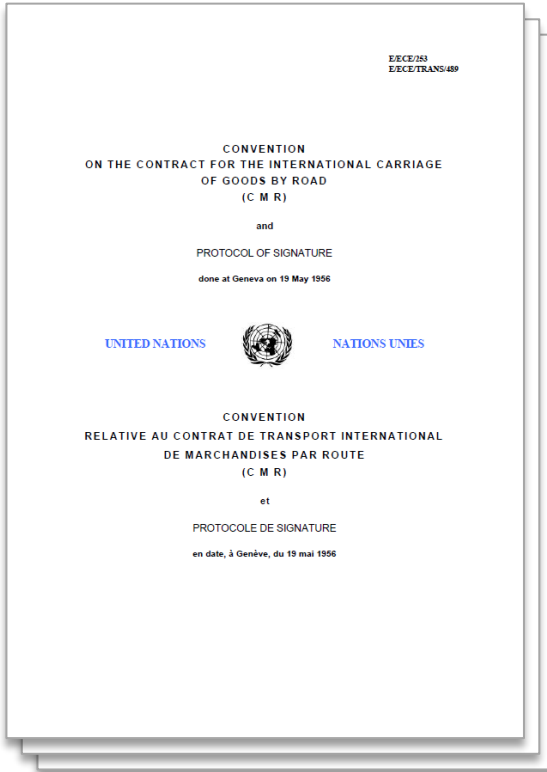 E/ECE/253
E/ECE/TRANS/489
CONVENTION
ON THE CONTRACT FOR THE INTERNATIONAL CARRIAGE
OF GOODS BY ROAD
(C M R)
and
PROTOCOL OF SIGNATURE
done at Geneva on 19 May 1956
UNITED NATIONS NATIONS UNIES
CONVENTION
RELATIVE AU CONTRAT DE TRANSPORT INTERNATIONAL
DE MARCHANDISES PAR ROUTE
(C M R)
et
PROTOCOLE DE SIGNATURE
en date, à Genève, du 19 mai 1956